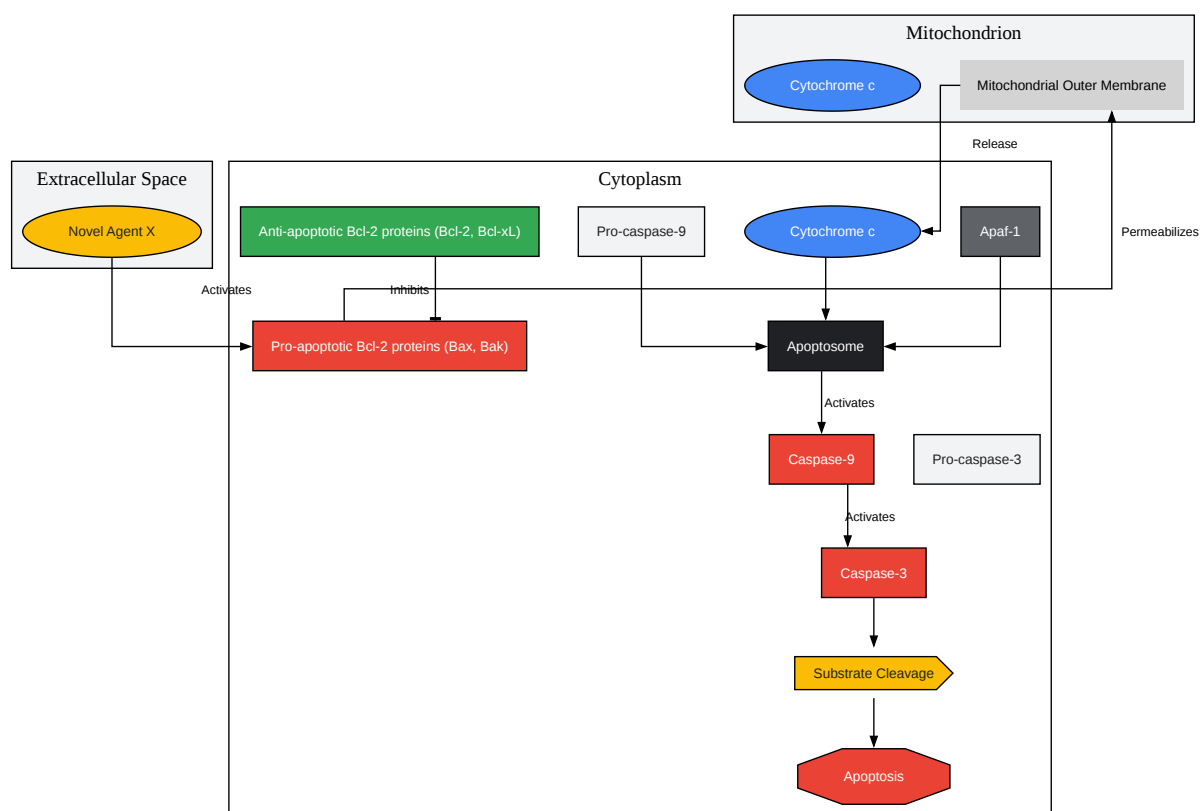 Mitochondrion
Cytochrome c
Mitochondrial Outer Membrane
Release
Extracellular Space
Cytoplasm
Novel Agent X
Anti-apoptotic Bcl-2 proteins (Bcl-2, Bcl-xL)
Pro-caspase-9
Cytochrome c
Apaf-1
Permeabilizes
Activates
Inhibits
Pro-apoptotic Bcl-2 proteins (Bax, Bak)
Apoptosome
Activates
Caspase-9
Pro-caspase-3
Activates
Caspase-3
Substrate Cleavage
Apoptosis